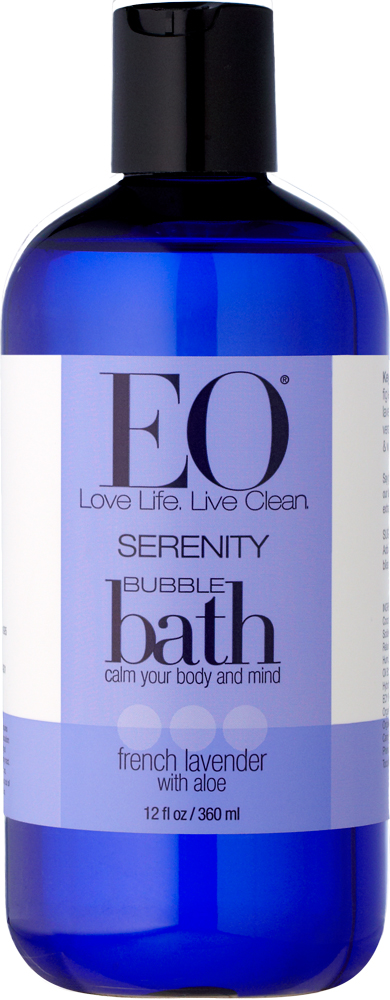 EO®
Love Life. Live Clean.
SERENITY
BUBBLE
bath
calm your body and mind
french lavender
with aloe
12 fl oz / 360 ml